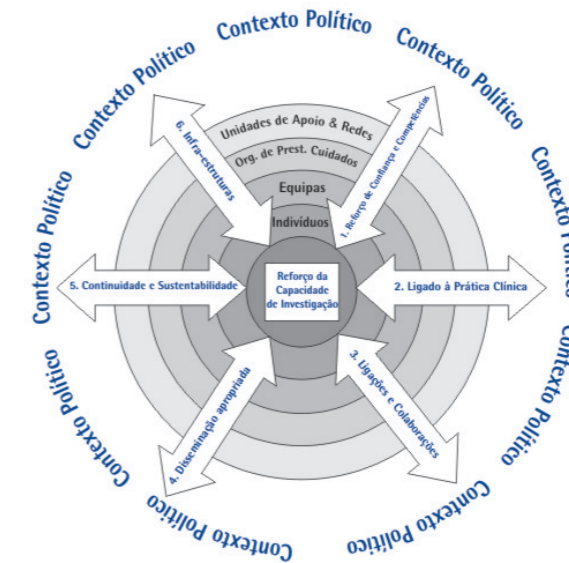 Contexto Político
Contexto Político
Contexto Político
Contexto Político
Contexto Político
Contexto Político
Contexto Político
Contexto Político
Contexto Político
Unidades de Apoio & Redes
Org. de Prest. Cuidados
Equipas
Indivíduos
Reforço da
Capacidade
de Investigação
1. Reforço de Confiança e Competências
2. Ligado à Prática Clínica
3. Ligações e Colaborações
4. Disseminação apropriada
5. Continuidade e Sustentabilidade
6. Infra-estruturas